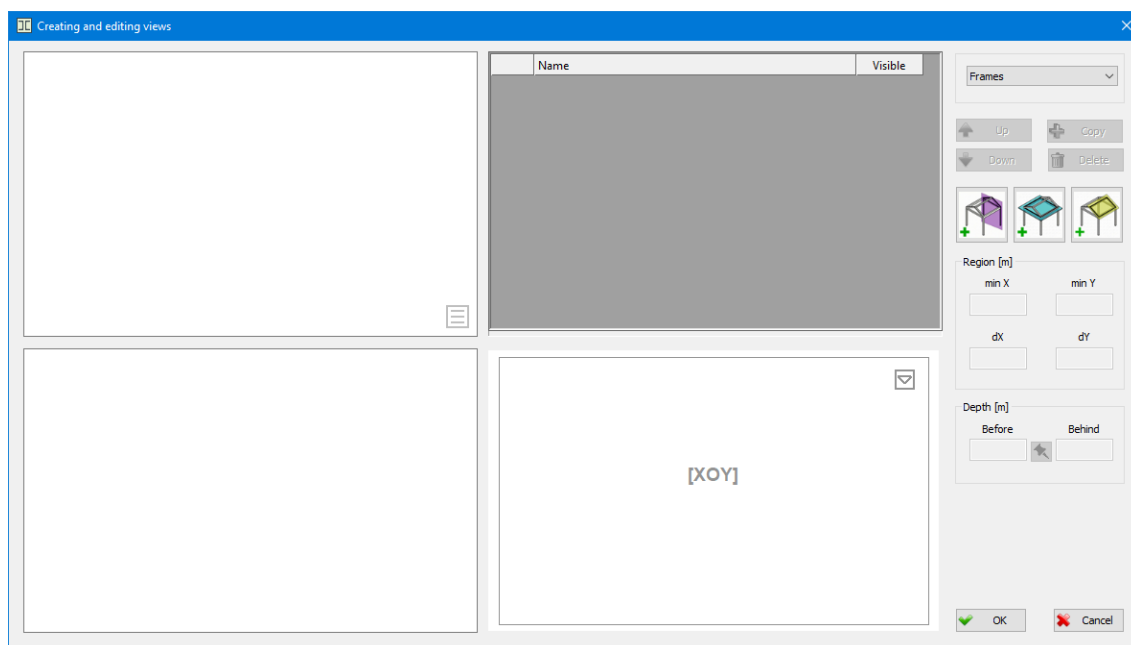 Creating and editing views
Name Visible
Frames
Up Copy
Down Delete
Region [m]
min X min Y
dX dY
Depth [m]
Before Behind
[XOY]
OK Cancel